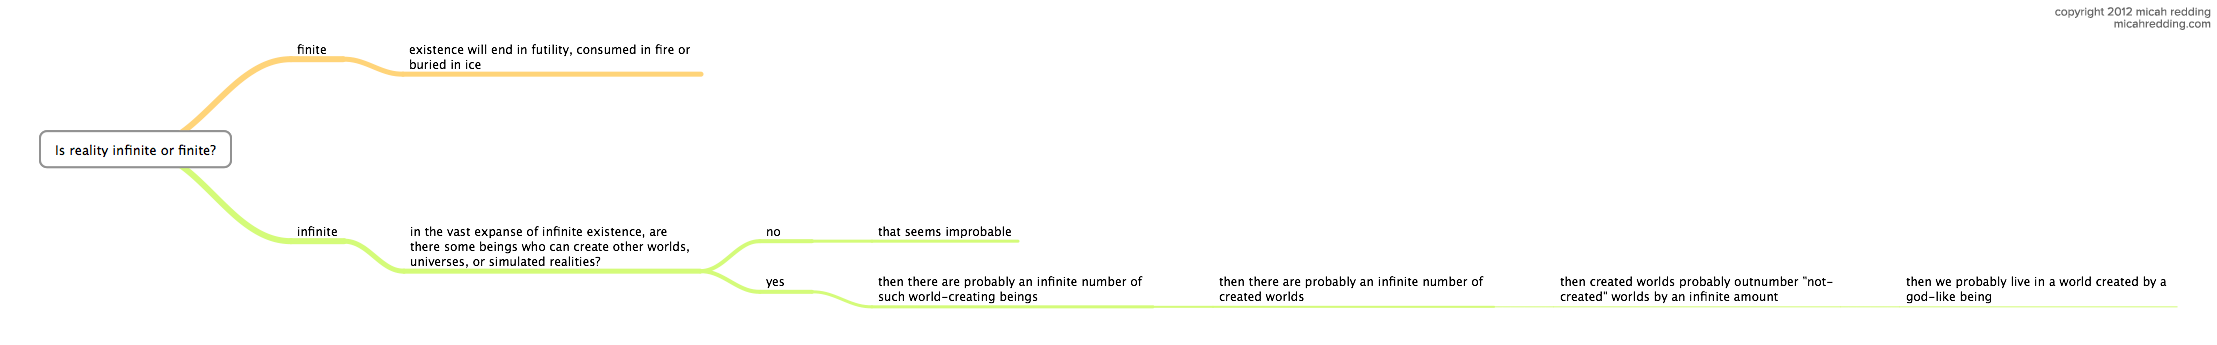 copyright 2012 micah redding
micahredding.com
finite
existence will end in futility, consumed in fire or
buried in ice
Is reality infinite or finite?
infinite
in the vast expanse of infinite existence, are
there some beings who can create other worlds,
universes, or simulated realities?
no
that seems improbable
yes
then there are probably an infinite number of
such world-creating beings
then there are probably an infinite number of
created worlds
then created worlds probably outnumber "not-
created" worlds by an infinite amount
then we probably live in a world created by a
god-like being